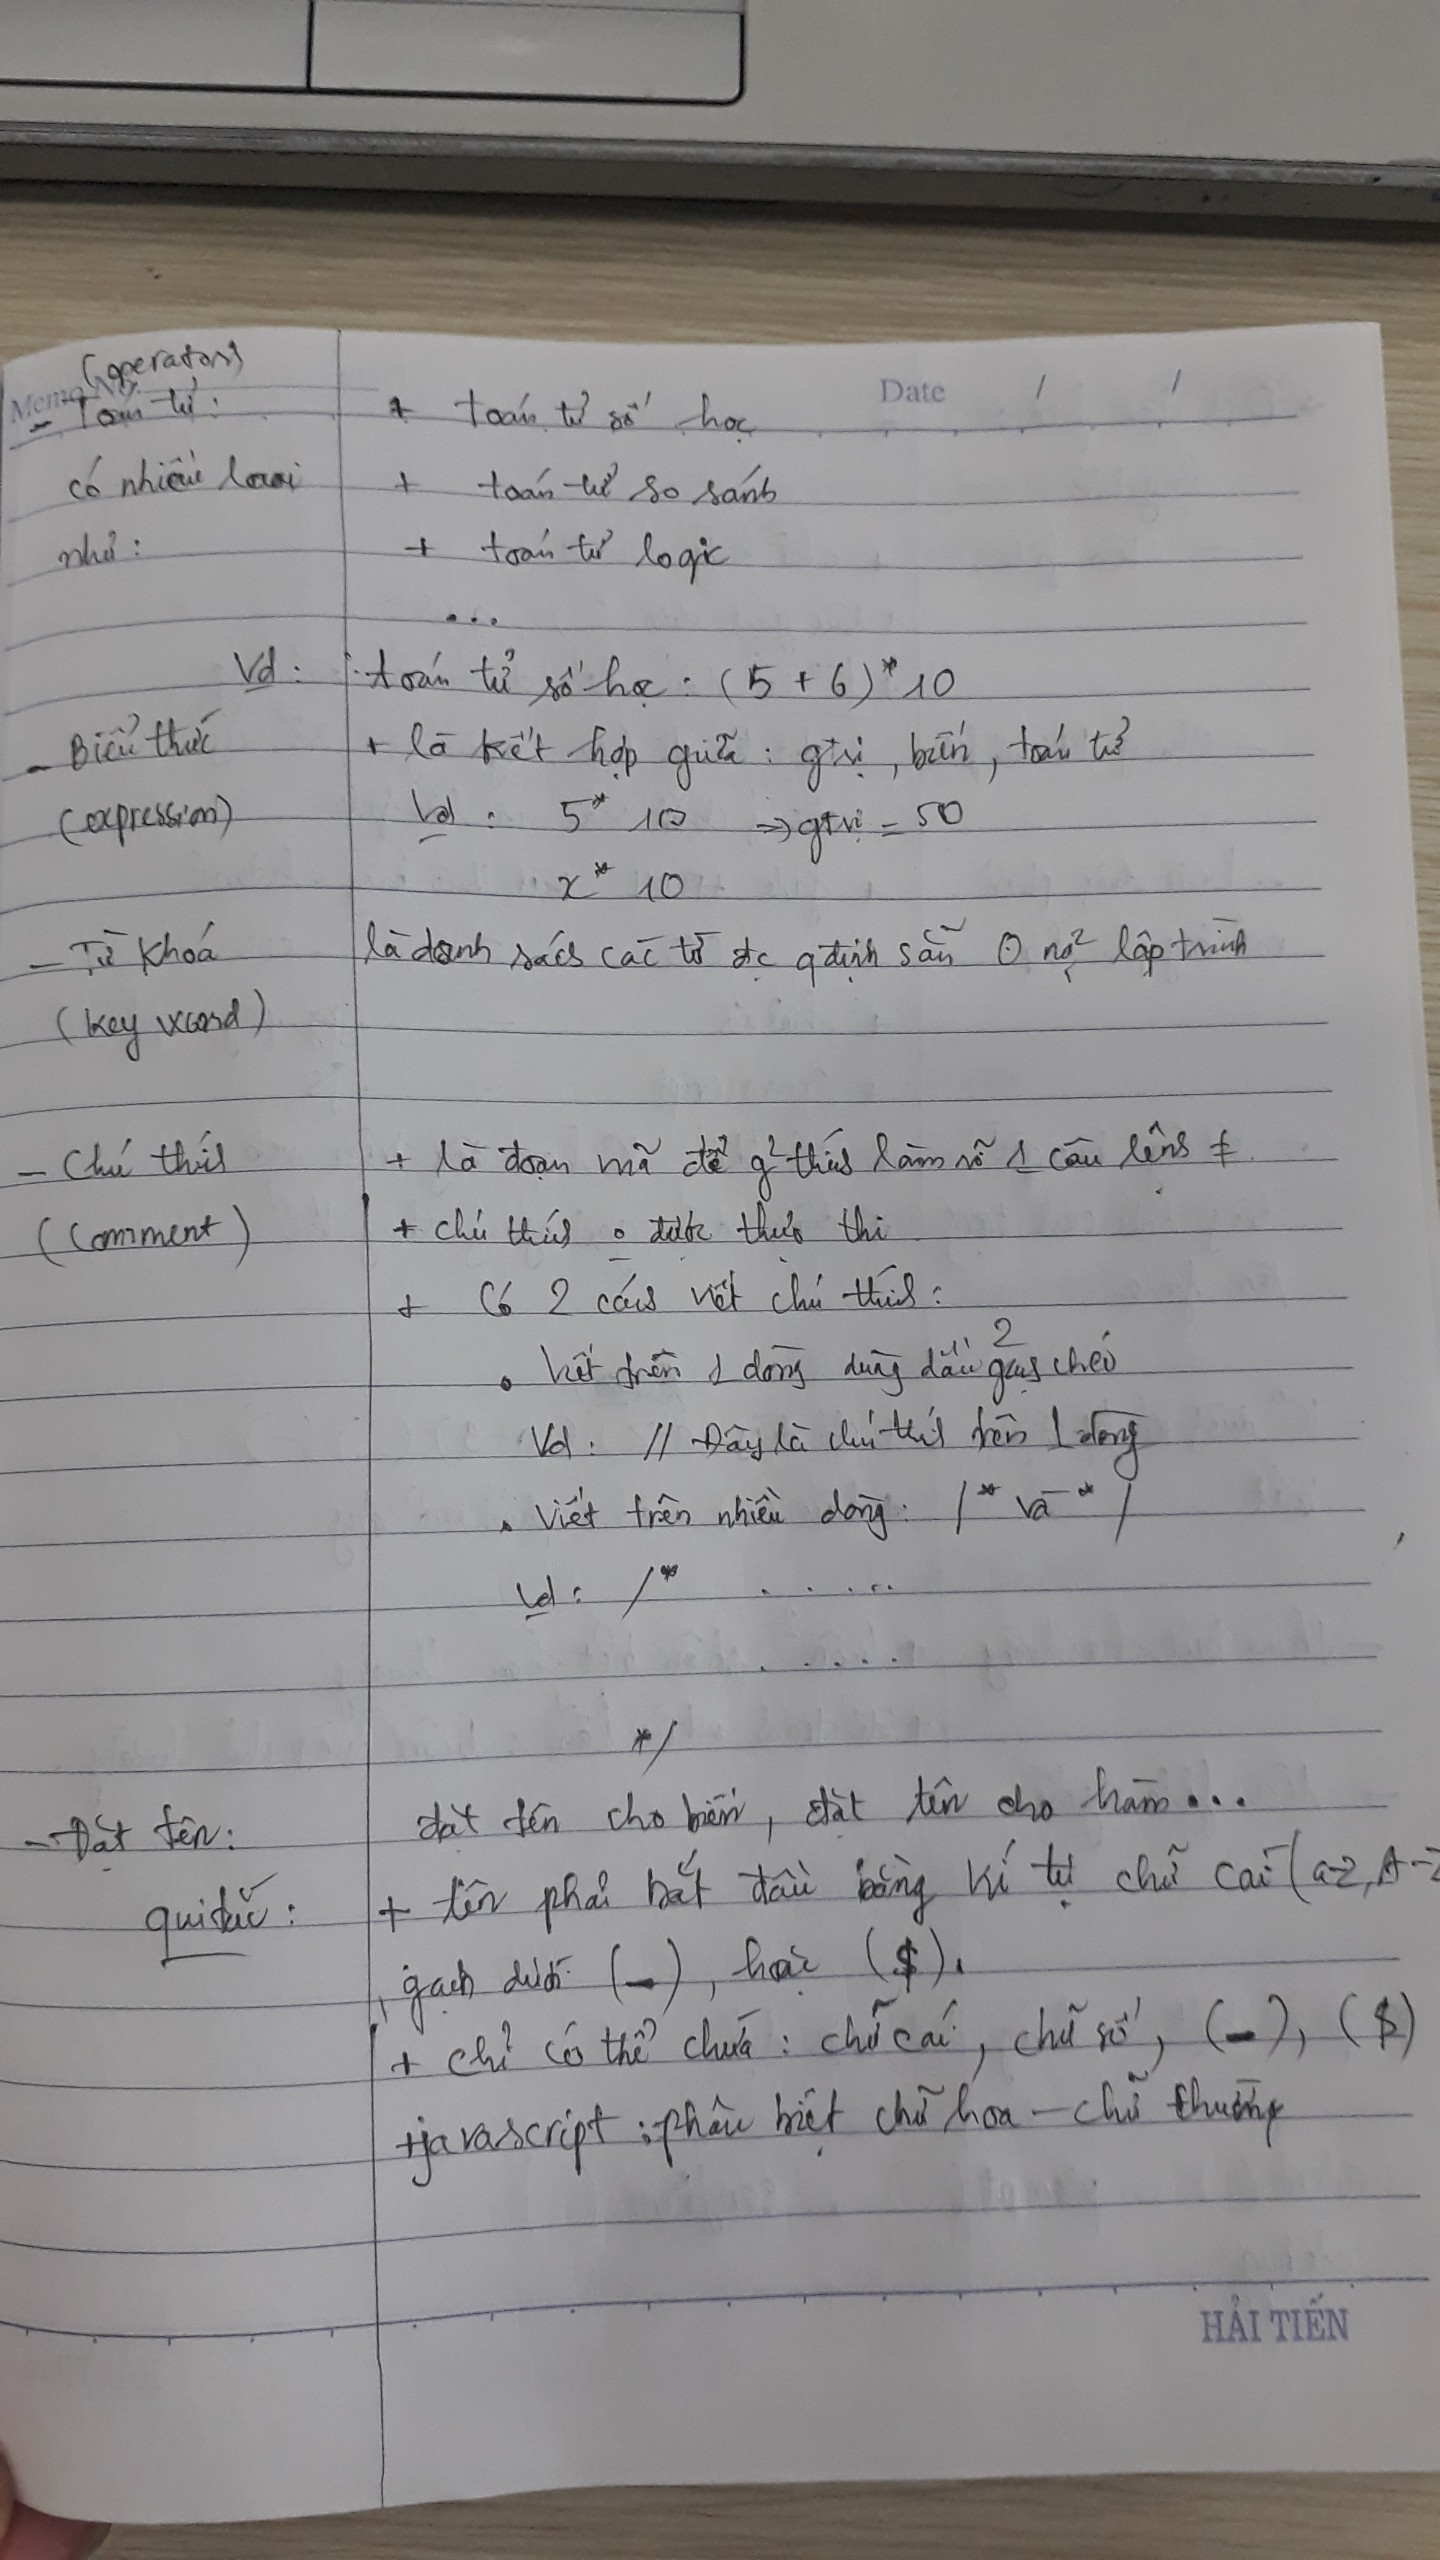 (operators)
Memo No.
Date / /
- Toán tử: + toán tử số học
có nhiều loại + toán tử so sánh
như: + toán tử logic
...
Vd: toán tử số học: (5 + 6) * 10
- Biểu thức + là kết hợp giữa: gtrị, biến, toán tử
(expression) Vd: 5 * 10 => gtrị = 50
x * 10
- Từ khoá là danh sách các từ đc qđịnh sẵn ⊙ ng² lập trình
(key word)
- Chú thích + là đoạn mã để g² thích làm rõ 1 câu lệnh ≠
(Comment) + chú thích o được thực thi
+ Có 2 cách viết chú thích:
2
• Viết trên 1 dòng dùng dấu gạch chéo
Vd: // Đây là chú thích trên 1 dòng
• Viết trên nhiều dòng: /* và */
Vd: /* .....
.....
*/
- Đặt tên: đặt tên cho biến, đặt tên cho hàm...
qui tắc: + tên phải bắt đầu bằng kí tự chữ cái (a-z, A-Z
, gạch dưới (_), hoặc ($).
+ chỉ có thể chứa: chữ cái, chữ số, (_), ($)
+ javascript: phân biệt chữ hoa - chữ thường
HẢI TIẾN